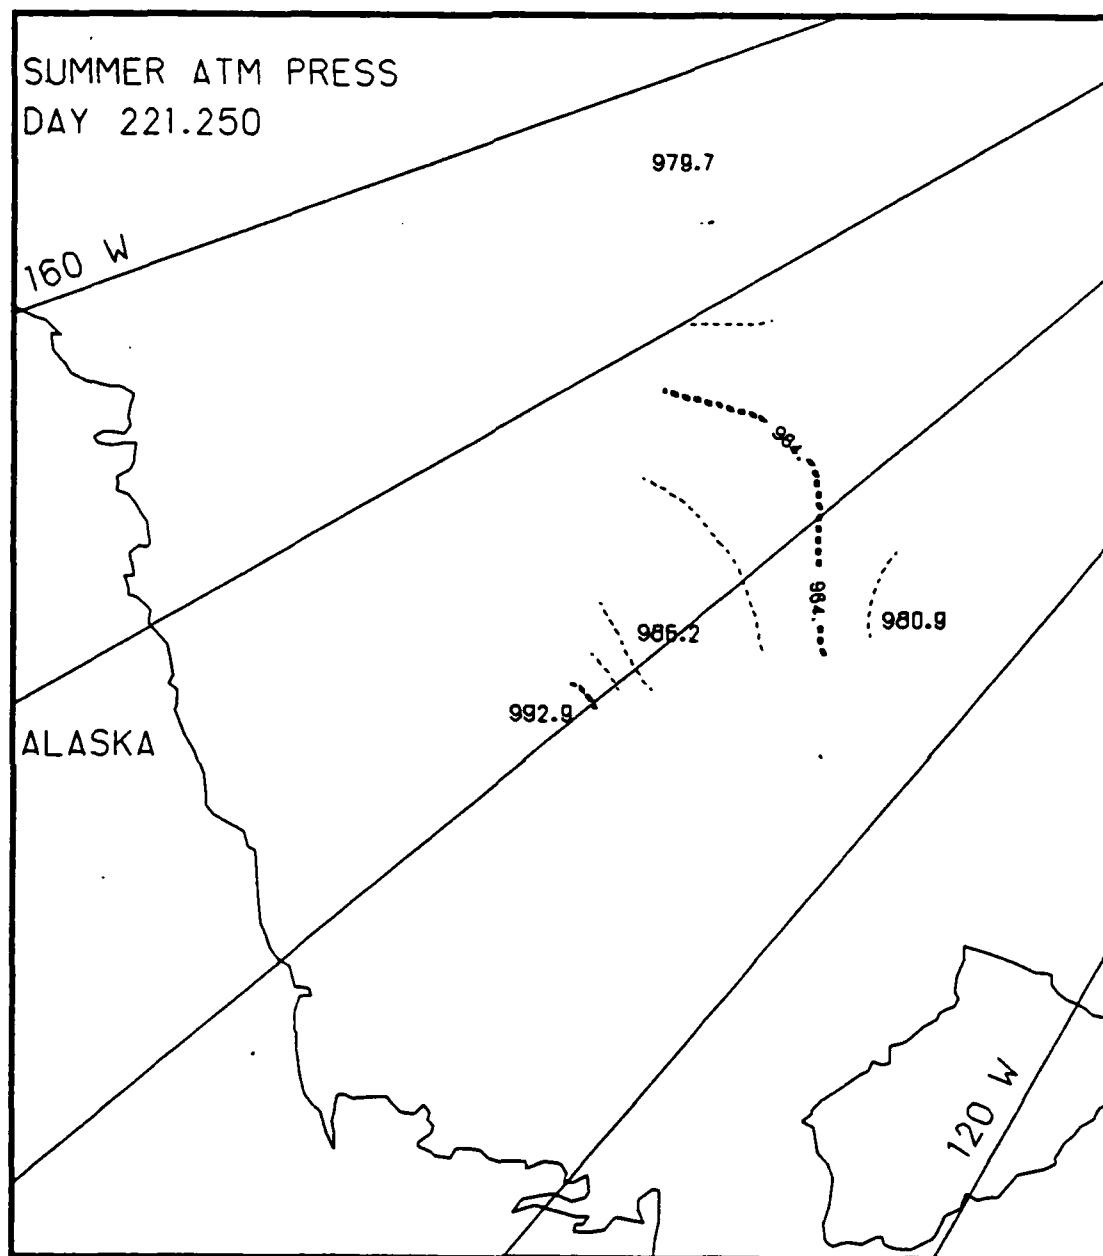 SUMMER ATM PRESS
DAY 221.250
979.7
160 W
984.
984.
980.9
986.2
992.9
ALASKA
120 W